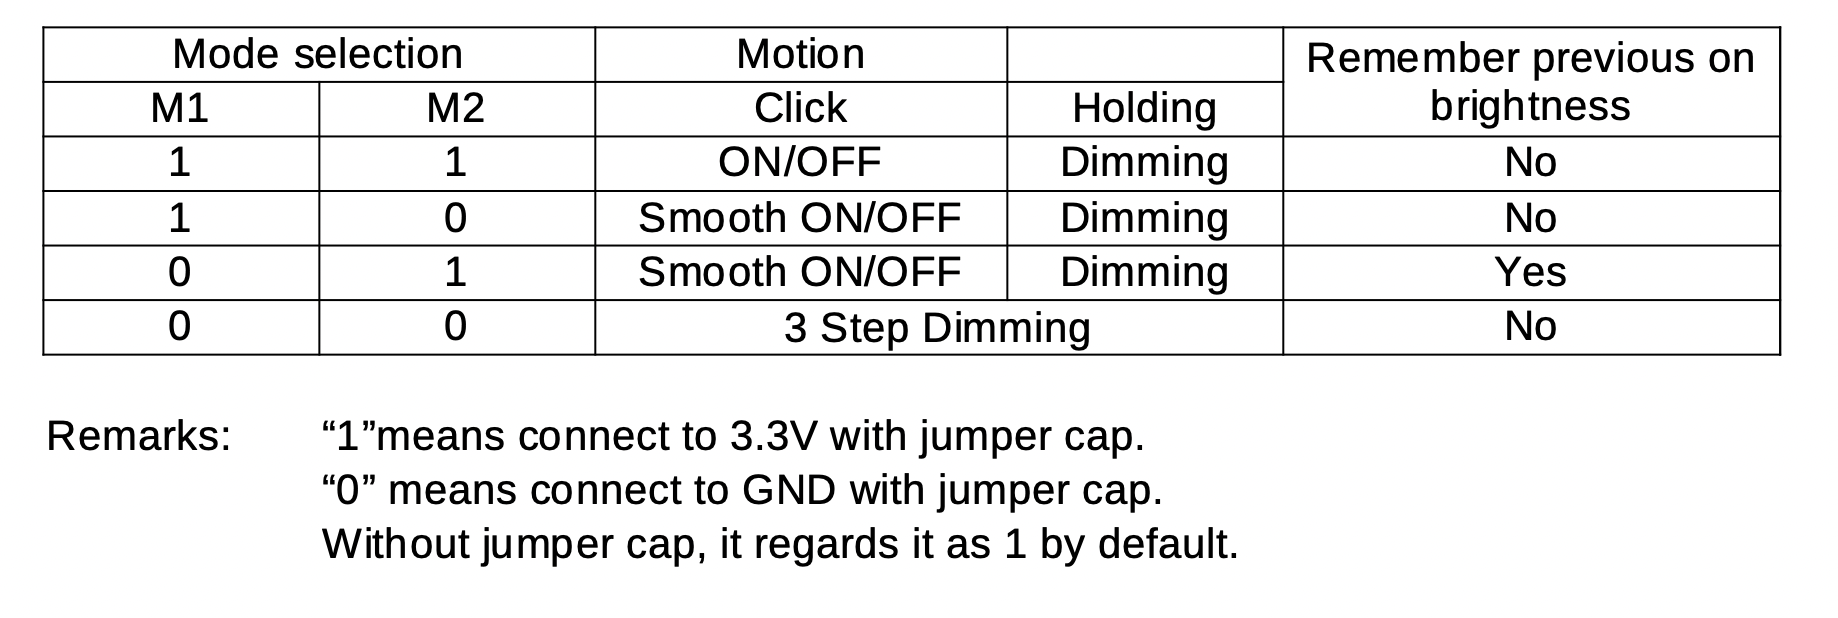 Mode selection Motion Remember previous on brightness
M1 M2 Click Holding
1 1 ON/OFF Dimming No
1 0 Smooth ON/OFF Dimming No
0 1 Smooth ON/OFF Dimming Yes
0 0 3 Step Dimming No
Remarks: “1”means connect to 3.3V with jumper cap.
“0” means connect to GND with jumper cap.
Without jumper cap, it regards it as 1 by default.